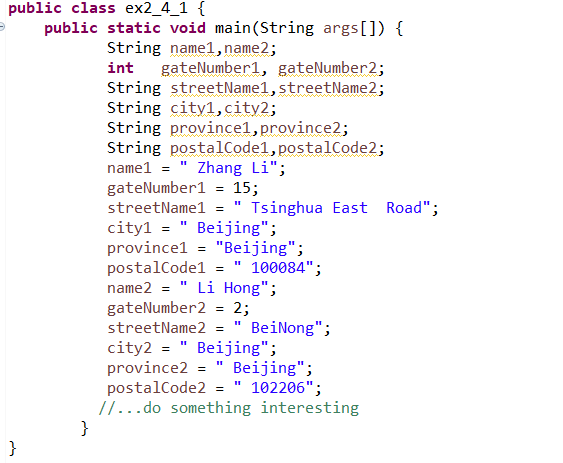 public class ex2_4_1 {
    public static void main(String args[]) {
           String name1,name2;
           int   gateNumber1, gateNumber2;
           String streetName1,streetName2;
           String city1,city2;
           String province1,province2;
           String postalCode1,postalCode2;
           name1 = " Zhang Li";
           gateNumber1 = 15;
           streetName1 = " Tsinghua East  Road";
           city1 = " Beijing";
           province1 = "Beijing";
           postalCode1 = " 100084";
           name2 = " Li Hong";
           gateNumber2 = 2;
           streetName2 = " BeiNong";
           city2 = " Beijing";
           province2 = " Beijing";
           postalCode2 = " 102206";
          //...do something interesting
        }
}